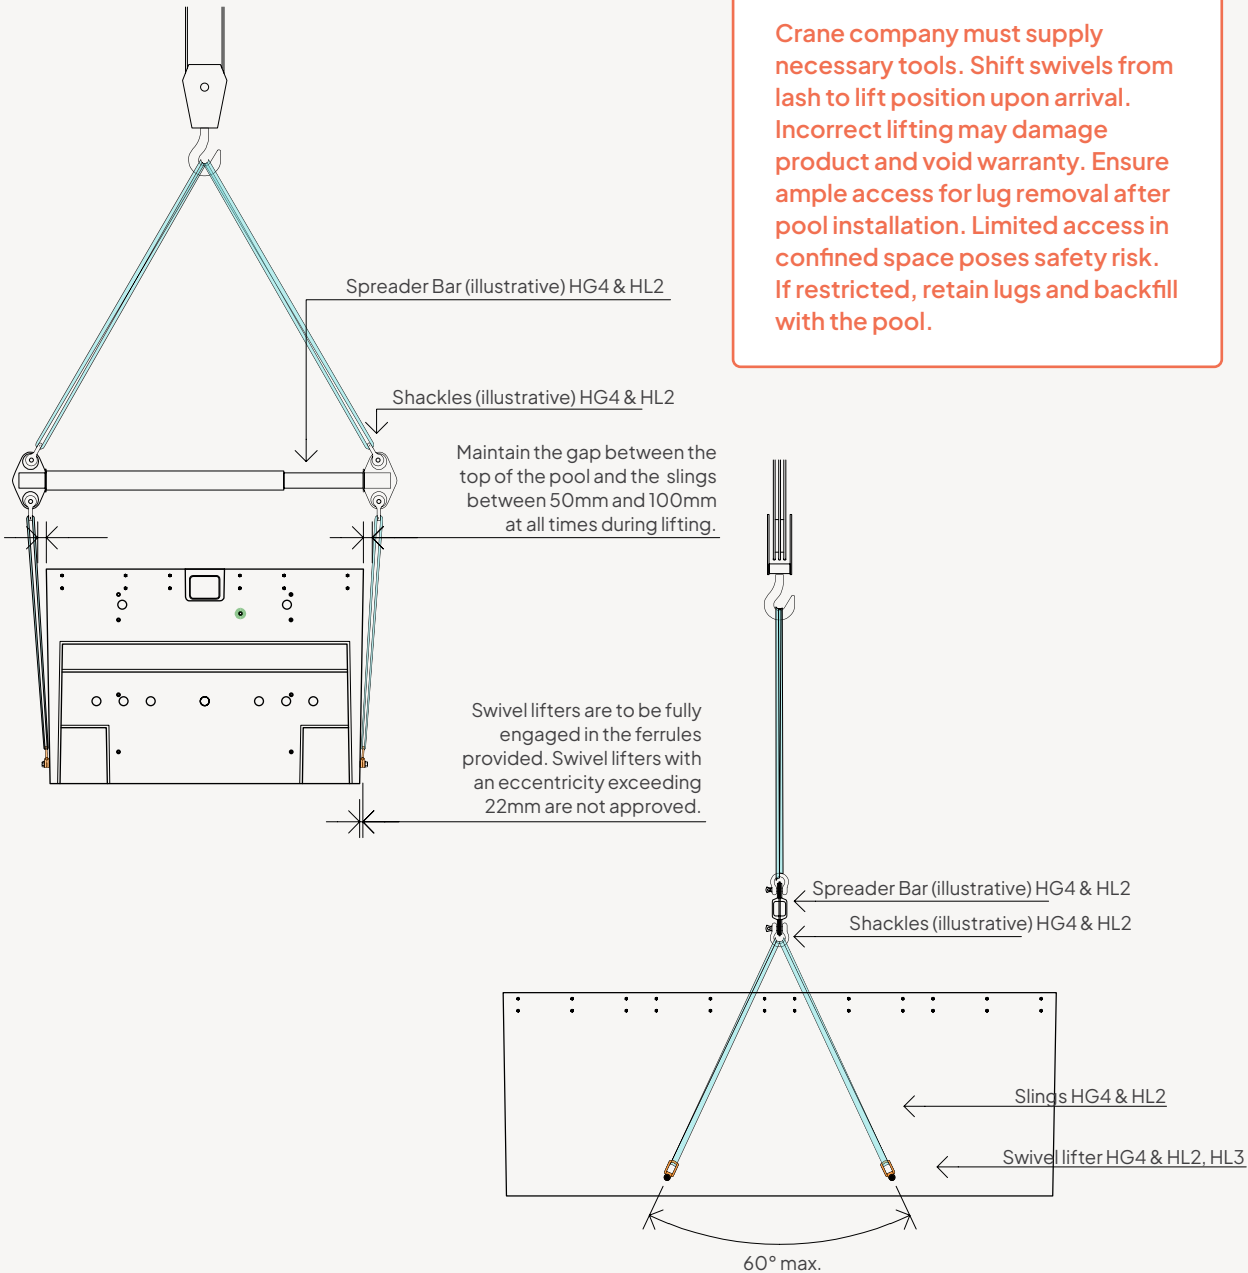 Crane company must supply
necessary tools. Shift swivels from
lash to lift position upon arrival.
Incorrect lifting may damage
product and void warranty. Ensure
ample access for lug removal after
pool installation. Limited access in
confined space poses safety risk.
If restricted, retain lugs and backfill
with the pool.
Spreader Bar (illustrative) HG4 & HL2
Shackles (illustrative) HG4 & HL2
Maintain the gap between the
top of the pool and the slings
between 50mm and 100mm
at all times during lifting.
Swivel lifters are to be fully
engaged in the ferrules
provided. Swivel lifters with
an eccentricity exceeding
22mm are not approved.
Spreader Bar (illustrative) HG4 & HL2
Shackles (illustrative) HG4 & HL2
Slings HG4 & HL2
Swivel lifter HG4 & HL2, HL3
60° max.